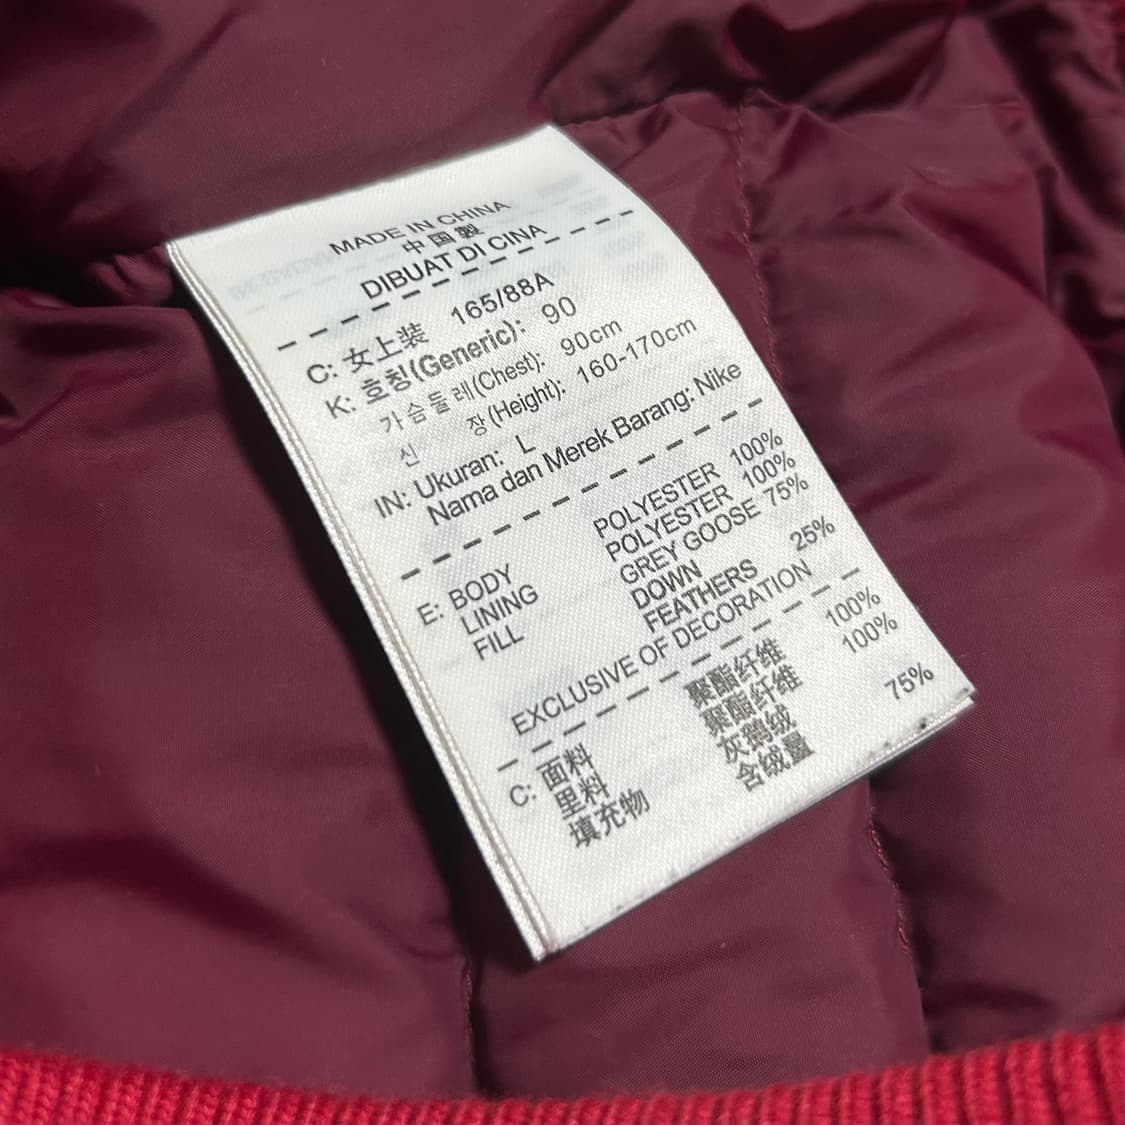 MADE IN CHINA
中国製
DIBUAT DI CINA
C: 女上装 165/88A
K: 호칭(Generic): 90
가슴둘레(Chest): 90cm
신 장(Height): 160-170cm
IN: Ukuran: L
Nama dan Merek Barang: Nike
E: BODY POLYESTER 100%
LINING POLYESTER 100%
FILL GREY GOOSE 75%
DOWN
FEATHERS 25%
EXCLUSIVE OF DECORATION
C: 面料 聚酯纤维 100%
里料 聚酯纤维 100%
填充物 灰鹅绒
含绒量 75%